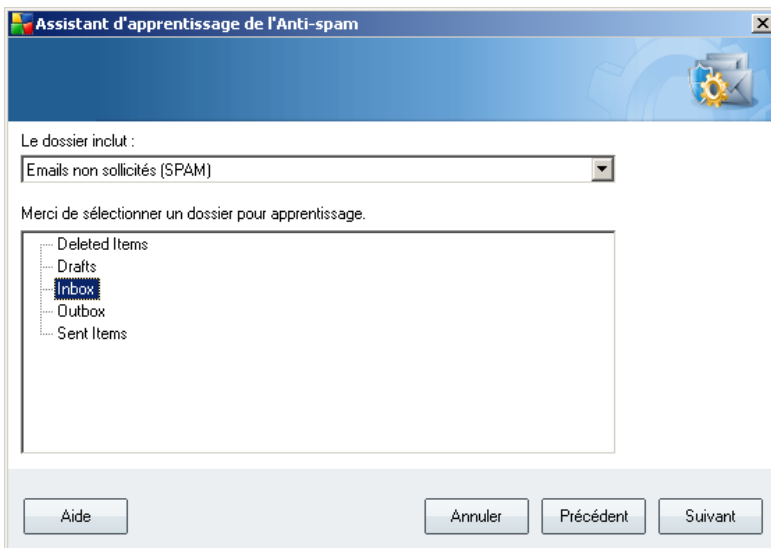 Assistant d'apprentissage de l'Anti-spam
Le dossier inclut :
Emails non sollicités (SPAM)
Merci de sélectionner un dossier pour apprentissage.
Deleted Items
Drafts
Inbox
Outbox
Sent Items
Aide Annuler Précédent Suivant